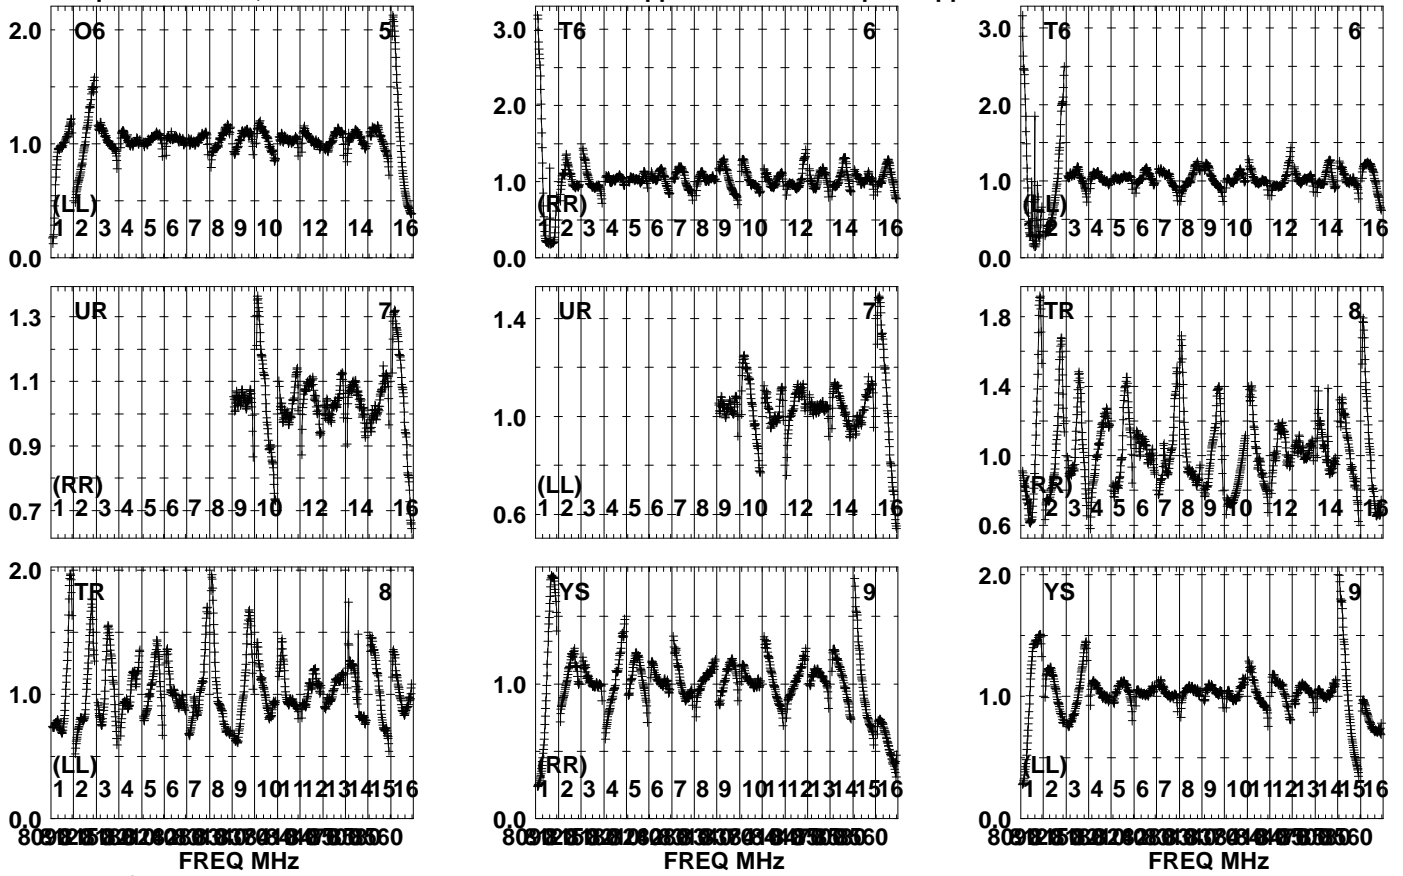 2.0 O6 5
1.0
(LL)
1 2 3 4 5 6 7 8 9 10 12 14 16
0.0
3.0 T6 6
2.0
1.0
(RR)
1 2 3 4 5 6 7 8 9 10 12 14 16
0.0
3.0 T6 6
2.0
1.0
(LL)
2 3 4 5 6 7 8 9 10 12 14 16
0.0
UR 7
1.3
1.1
0.9
(RR)
0.7 1 2 3 4 5 6 7 8 9 10 12 14 16
UR 7
1.4
1.0
(LL)
0.6 1 2 3 4 5 6 7 8 9 10 12 14 16
TR 8
1.8
1.4
1.0
(RR)
2 3 4 5 6 7 8 9 10 12 14 16
0.6
2.0 TR 8
1.0
(LL)
1 2 3 4 5 6 7 8 9 10 11 12 13 14 15 16
0.0
FREQ MHz
YS 9
1.0
(RR)
1 2 3 4 5 6 7 8 9 10 11 12 13 14 15 16
0.0
FREQ MHz
2.0 YS 9
1.0
(LL)
1 2 3 4 5 6 7 8 9 10 11 12 13 14 15 16
0.0
FREQ MHz